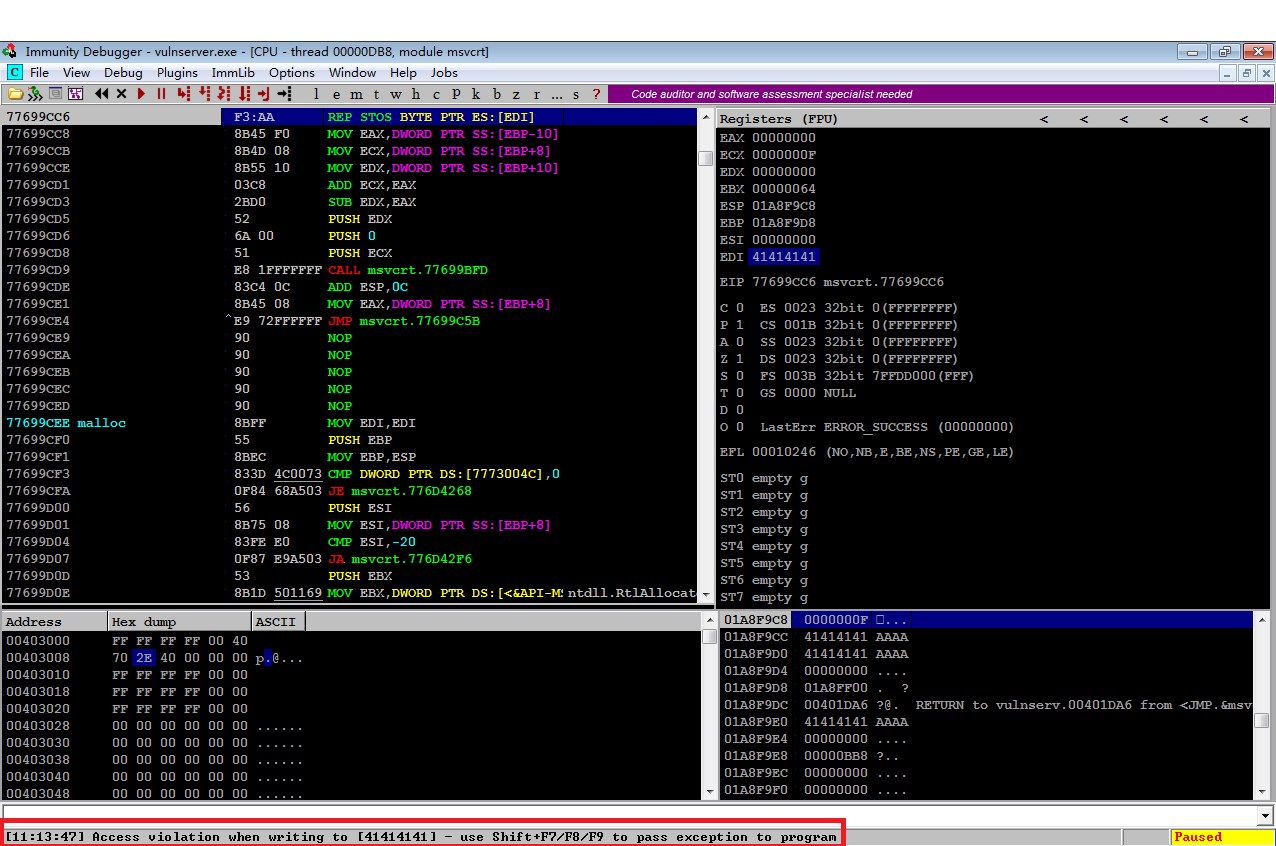 Immunity Debugger - vulnserver.exe - [CPU - thread 00000DB8, module msvcrt]
C File View Debug Plugins ImmLib Options Window Help Jobs
l e m t w h c P k b z r ... s ? Code auditor and software assessment specialist needed
77699CC6 F3:AA REP STOS BYTE PTR ES:[EDI]
77699CC8 8B45 F0 MOV EAX,DWORD PTR SS:[EBP-10]
77699CCB 8B4D 08 MOV ECX,DWORD PTR SS:[EBP+8]
77699CCE 8B55 10 MOV EDX,DWORD PTR SS:[EBP+10]
77699CD1 03C8 ADD ECX,EAX
77699CD3 2BD0 SUB EDX,EAX
77699CD5 52 PUSH EDX
77699CD6 6A 00 PUSH 0
77699CD8 51 PUSH ECX
77699CD9 E8 1FFFFFFF CALL msvcrt.77699BFD
77699CDE 83C4 0C ADD ESP,0C
77699CE1 8B45 08 MOV EAX,DWORD PTR SS:[EBP+8]
77699CE4 ^E9 72FFFFFF JMP msvcrt.77699C5B
77699CE9 90 NOP
77699CEA 90 NOP
77699CEB 90 NOP
77699CEC 90 NOP
77699CED 90 NOP
77699CEE malloc 8BFF MOV EDI,EDI
77699CF0 55 PUSH EBP
77699CF1 8BEC MOV EBP,ESP
77699CF3 833D 4C0073 CMP DWORD PTR DS:[7773004C],0
77699CFA 0F84 68A503 JE msvcrt.776D4268
77699D00 56 PUSH ESI
77699D01 8B75 08 MOV ESI,DWORD PTR SS:[EBP+8]
77699D04 83FE E0 CMP ESI,-20
77699D07 0F87 E9A503 JA msvcrt.776D42F6
77699D0D 53 PUSH EBX
77699D0E 8B1D 501169 MOV EBX,DWORD PTR DS:[<&API-MS ntdll.RtlAllocat
Registers (FPU) < < < < < <
EAX 00000000
ECX 0000000F
EDX 00000000
EBX 00000064
ESP 01A8F9C8
EBP 01A8F9D8
ESI 00000000
EDI 41414141
EIP 77699CC6 msvcrt.77699CC6
C 0 ES 0023 32bit 0(FFFFFFFF)
P 1 CS 001B 32bit 0(FFFFFFFF)
A 0 SS 0023 32bit 0(FFFFFFFF)
Z 1 DS 0023 32bit 0(FFFFFFFF)
S 0 FS 003B 32bit 7FFDD000(FFF)
T 0 GS 0000 NULL
D 0
O 0 LastErr ERROR_SUCCESS (00000000)
EFL 00010246 (NO,NB,E,BE,NS,PE,GE,LE)
ST0 empty g
ST1 empty g
ST2 empty g
ST3 empty g
ST4 empty g
ST5 empty g
ST6 empty g
ST7 empty g
Address Hex dump ASCII
00403000 FF FF FF FF 00 40
00403008 70 2E 40 00 00 00 p.@...
00403010 FF FF FF FF 00 00
00403018 FF FF FF FF 00 00
00403020 FF FF FF FF 00 00
00403028 00 00 00 00 00 00 ......
00403030 00 00 00 00 00 00 ......
00403038 00 00 00 00 00 00 ......
00403040 00 00 00 00 00 00 ......
00403048 00 00 00 00 00 00 ......
01A8F9C8 0000000F □...
01A8F9CC 41414141 AAAA
01A8F9D0 41414141 AAAA
01A8F9D4 00000000 ....
01A8F9D8 01A8FF00 . ?
01A8F9DC 00401DA6 ?@. RETURN to vulnserv.00401DA6 from <JMP.&msv
01A8F9E0 41414141 AAAA
01A8F9E4 00000000 ....
01A8F9E8 00000BB8 ?..
01A8F9EC 00000000 ....
01A8F9F0 00000000 ....
[11:13:47] Access violation when writing to [41414141] - use Shift+F7/F8/F9 to pass exception to program
Paused